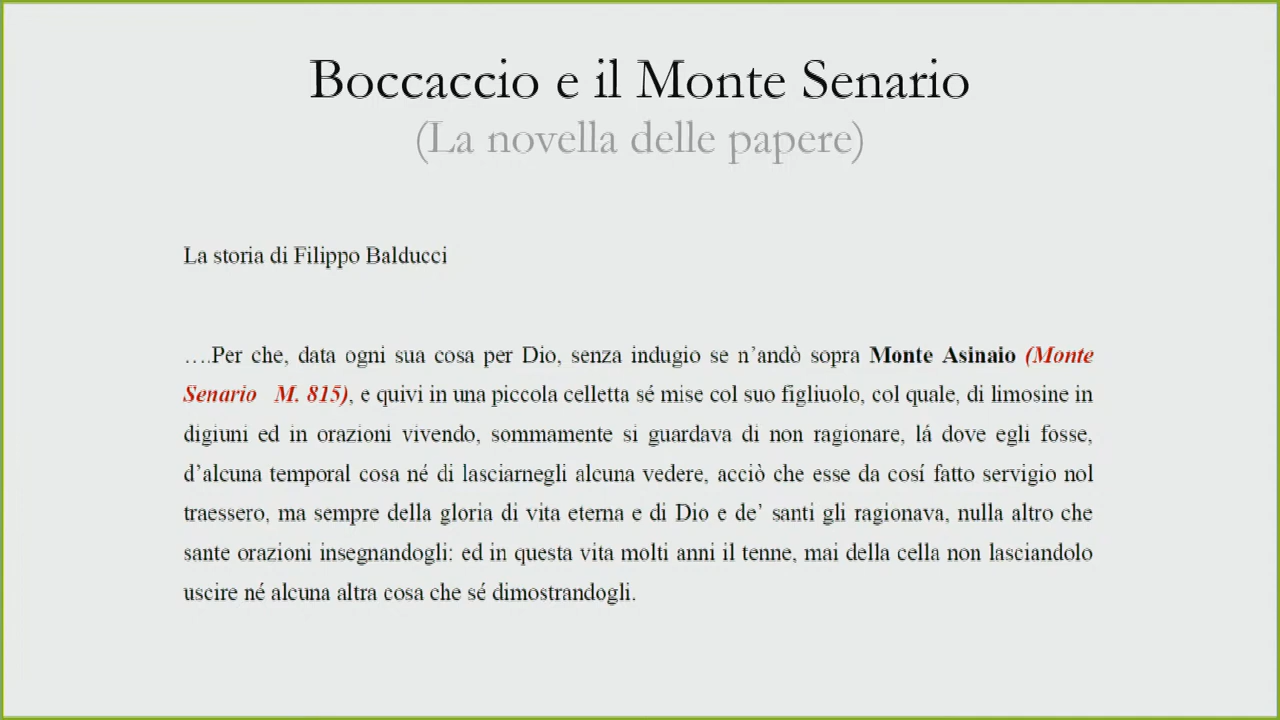 Boccaccio e il Monte Senario
(La novella delle papere)
La storia di Filippo Balducci
….Per che, data ogni sua cosa per Dio, senza indugio se n’andò sopra Monte Asinaio (Monte
Senario M. 815), e quivi in una piccola celletta sé mise col suo figliuolo, col quale, di limosine in
digiuni ed in orazioni vivendo, sommamente si guardava di non ragionare, lá dove egli fosse,
d’alcuna temporal cosa né di lasciarnegli alcuna vedere, acciò che esse da cosí fatto servigio nol
traessero, ma sempre della gloria di vita eterna e di Dio e de’ santi gli ragionava, nulla altro che
sante orazioni insegnandogli: ed in questa vita molti anni il tenne, mai della cella non lasciandolo
uscire né alcuna altra cosa che sé dimostrandogli.